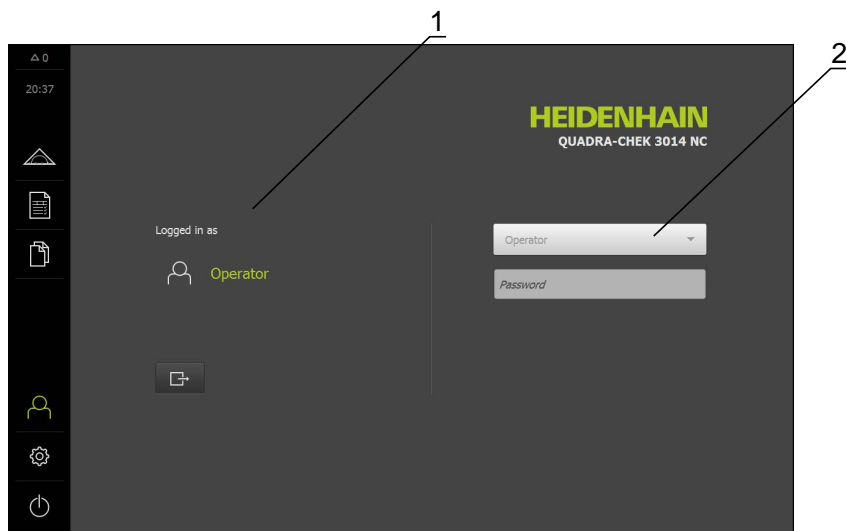 1
2
△ 0
20:37
HEIDENHAIN
QUADRA-CHEK 3014 NC
Logged in as
Operator
Operator
Password